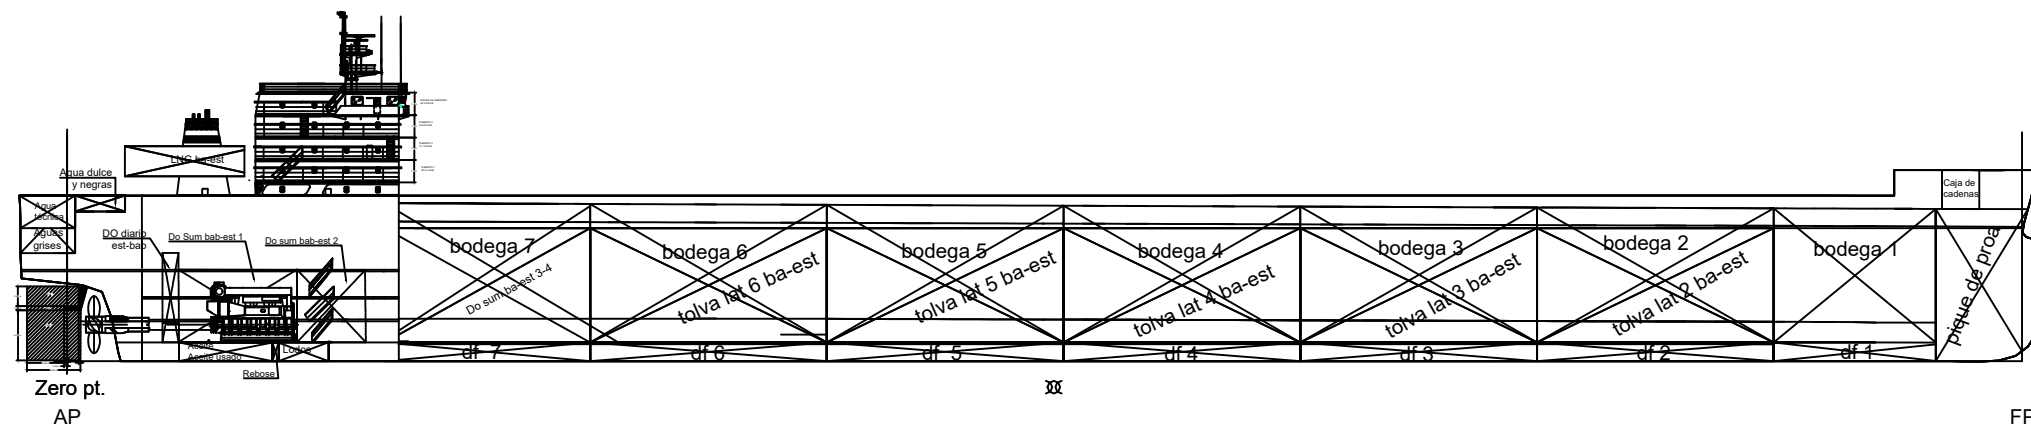 LNG ba-est
Agua dulce
y negras
Agua
técnica
Aguas
grises
DO diario
est-bab
Do Sum bab-est 1
Do sum bab-est 2
Caja de
cadenas
bodega 7
bodega 6
bodega 5
bodega 4
bodega 3
bodega 2
bodega 1
pique de proa
Do sum ba-est 3-4
tolva lat 6 ba-est
tolva lat 5 ba-est
tolva lat 4 ba-est
tolva lat 3 ba-est
tolva lat 2 ba-est
Aceite
Aceite usado
Lodos
Rebose
df 7
df 6
df 5
df 4
df 3
df 2
df 1
Zero pt.
AP